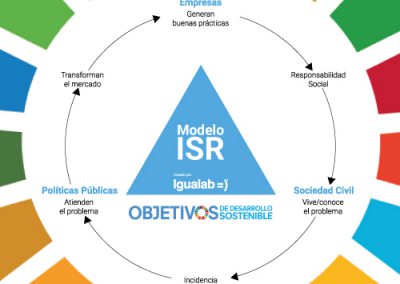 Empresas
Generan
buenas prácticas
Transforman
el mercado
Responsabilidad
Social
Modelo
ISR
Creado por
Igualab =)
Políticas Públicas
Atienden
el problema
Sociedad Civil
Vive/conoce
el problema
OBJETIVOS DE DESARROLLO
SOSTENIBLE
Incidencia